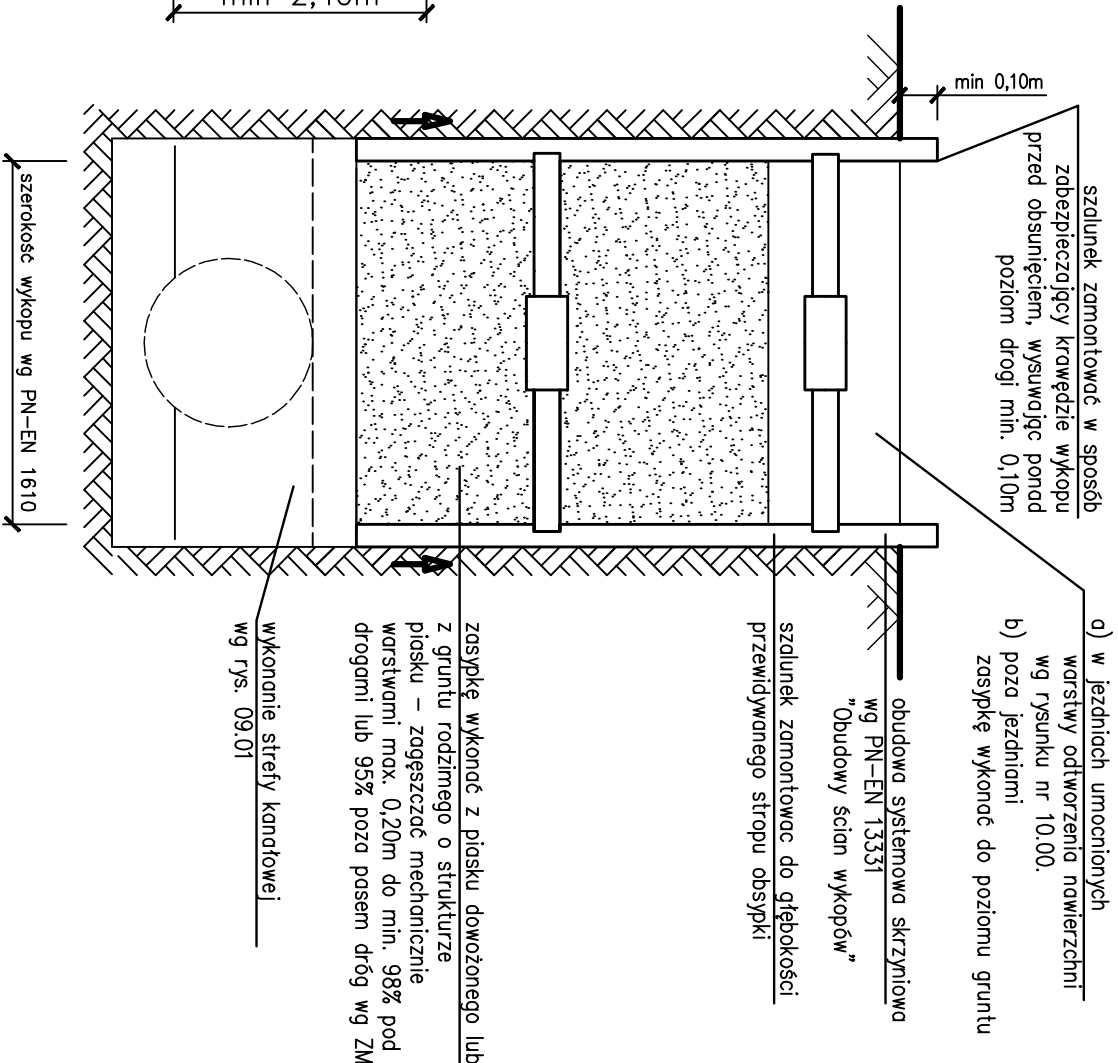 min 2,10m
min 0,10m
szalunek zamontować w sposób
zabezpieczający krawędzie wykopu
przed obsunięciem, wysuwając ponad
poziom drogi min. 0,10m
a) w jezdniach umocnionych
warstwy odtworzenia nawierzchni
wg rysunku nr 10.00.
b) poza jezdniami
zasypkę wykonać do poziomu gruntu
obudowa systemowa skrzyniowa
wg PN-EN 13331
"Obudowy ścian wykopów"
szalunek zamontowac do głębokości
przewidywanego stropu obsypki
zasypkę wykonać z piasku dowożonego lub
z gruntu rodzimego o strukturze
piasku - zagęszczać mechanicznie
warstwami max. 0,20m do min. 98% pod
drogami lub 95% poza pasem dróg wg ZM
wykonanie strefy kanałowej
wg rys. 09.01
szerokość wykopu wg PN-EN 1610